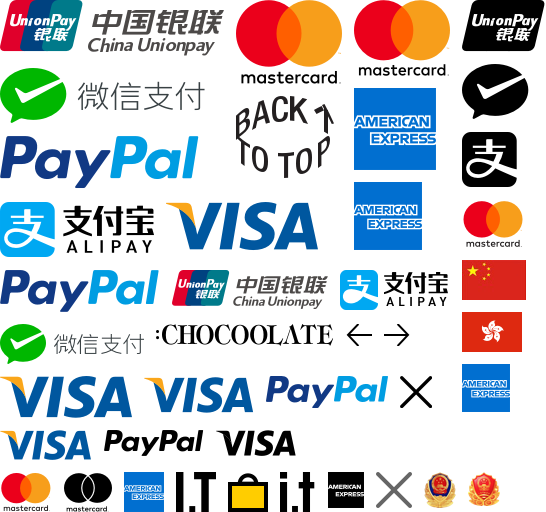 UnionPay
银联
中国银联
China Unionpay
mastercard.
mastercard.
UnionPay
银联
微信支付
BACK
TO TOP
AMERICAN
EXPRESS
支
PayPal
支
支付宝
ALIPAY
VISA
AMERICAN
EXPRESS
mastercard.
PayPal
UnionPay
银联
中国银联
China Unionpay
支
支付宝
ALIPAY
微信支付
:CHOCOOLATE
VISA
VISA
PayPal
AMERICAN
EXPRESS
VISA
PayPal
VISA
mastercard.
mastercard.
AMERICAN
EXPRESS
I.T
i.t
AMERICAN
EXPRESS